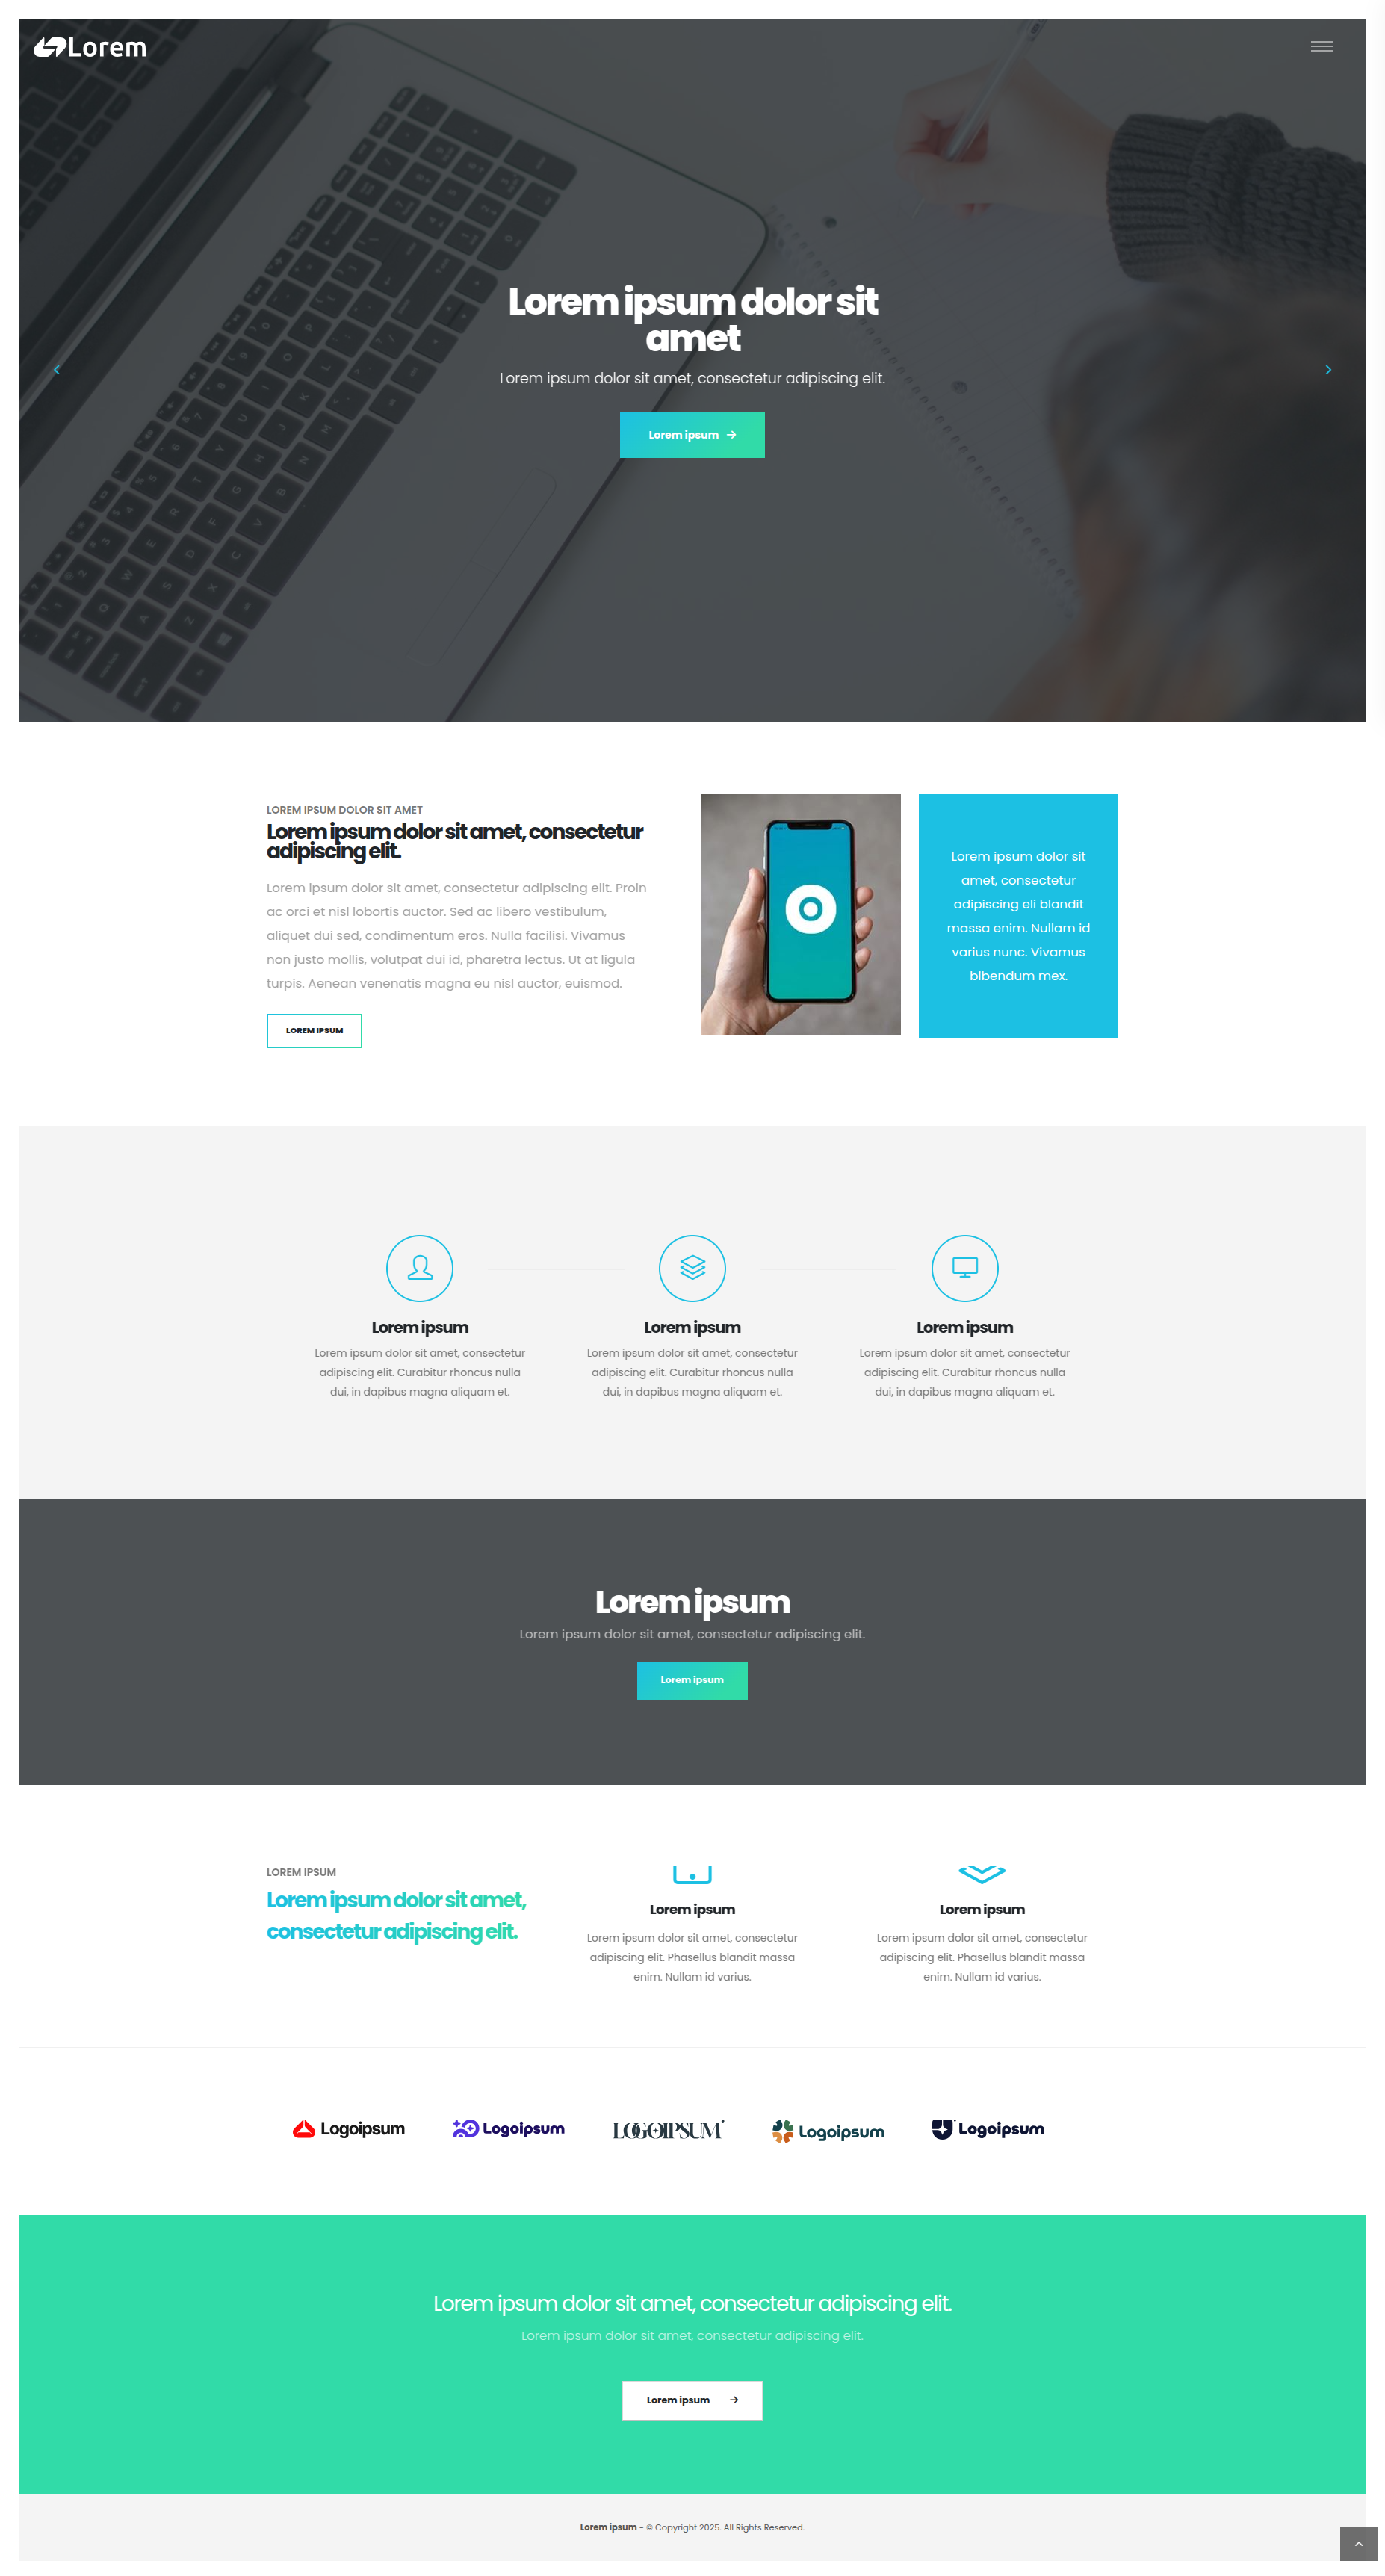 Lorem
Lorem ipsum dolor sit
amet
Lorem ipsum dolor sit amet, consectetur adipiscing elit.
Lorem ipsum
LOREM IPSUM DOLOR SIT AMET
Lorem ipsum dolor sit amet, consectetur
adipiscing elit.
Lorem ipsum dolor sit amet, consectetur adipiscing elit. Proin
ac orci et nisl lobortis auctor. Sed ac libero vestibulum,
aliquet dui sed, condimentum eros. Nulla facilisi. Vivamus
non justo mollis, volutpat dui id, pharetra lectus. Ut at ligula
turpis. Aenean venenatis magna eu nisl auctor, euismod.
LOREM IPSUM
Lorem ipsum dolor sit
amet, consectetur
adipiscing eli blandit
massa enim. Nullam id
varius nunc. Vivamus
bibendum mex.
Lorem ipsum
Lorem ipsum dolor sit amet, consectetur
adipiscing elit. Curabitur rhoncus nulla
dui, in dapibus magna aliquam et.
Lorem ipsum
Lorem ipsum dolor sit amet, consectetur
adipiscing elit. Curabitur rhoncus nulla
dui, in dapibus magna aliquam et.
Lorem ipsum
Lorem ipsum dolor sit amet, consectetur
adipiscing elit. Curabitur rhoncus nulla
dui, in dapibus magna aliquam et.
Lorem ipsum
Lorem ipsum dolor sit amet, consectetur adipiscing elit.
Lorem ipsum
LOREM IPSUM
Lorem ipsum dolor sit amet,
consectetur adipiscing elit.
Lorem ipsum
Lorem ipsum dolor sit amet, consectetur
adipiscing elit. Phasellus blandit massa
enim. Nullam id varius.
Lorem ipsum
Lorem ipsum dolor sit amet, consectetur
adipiscing elit. Phasellus blandit massa
enim. Nullam id varius.
Logoipsum
Logoipsum
LOGOIPSUM
Logoipsum
Logoipsum
Lorem ipsum dolor sit amet, consectetur adipiscing elit.
Lorem ipsum dolor sit amet, consectetur adipiscing elit.
Lorem ipsum
Lorem ipsum - © Copyright 2025. All Rights Reserved.